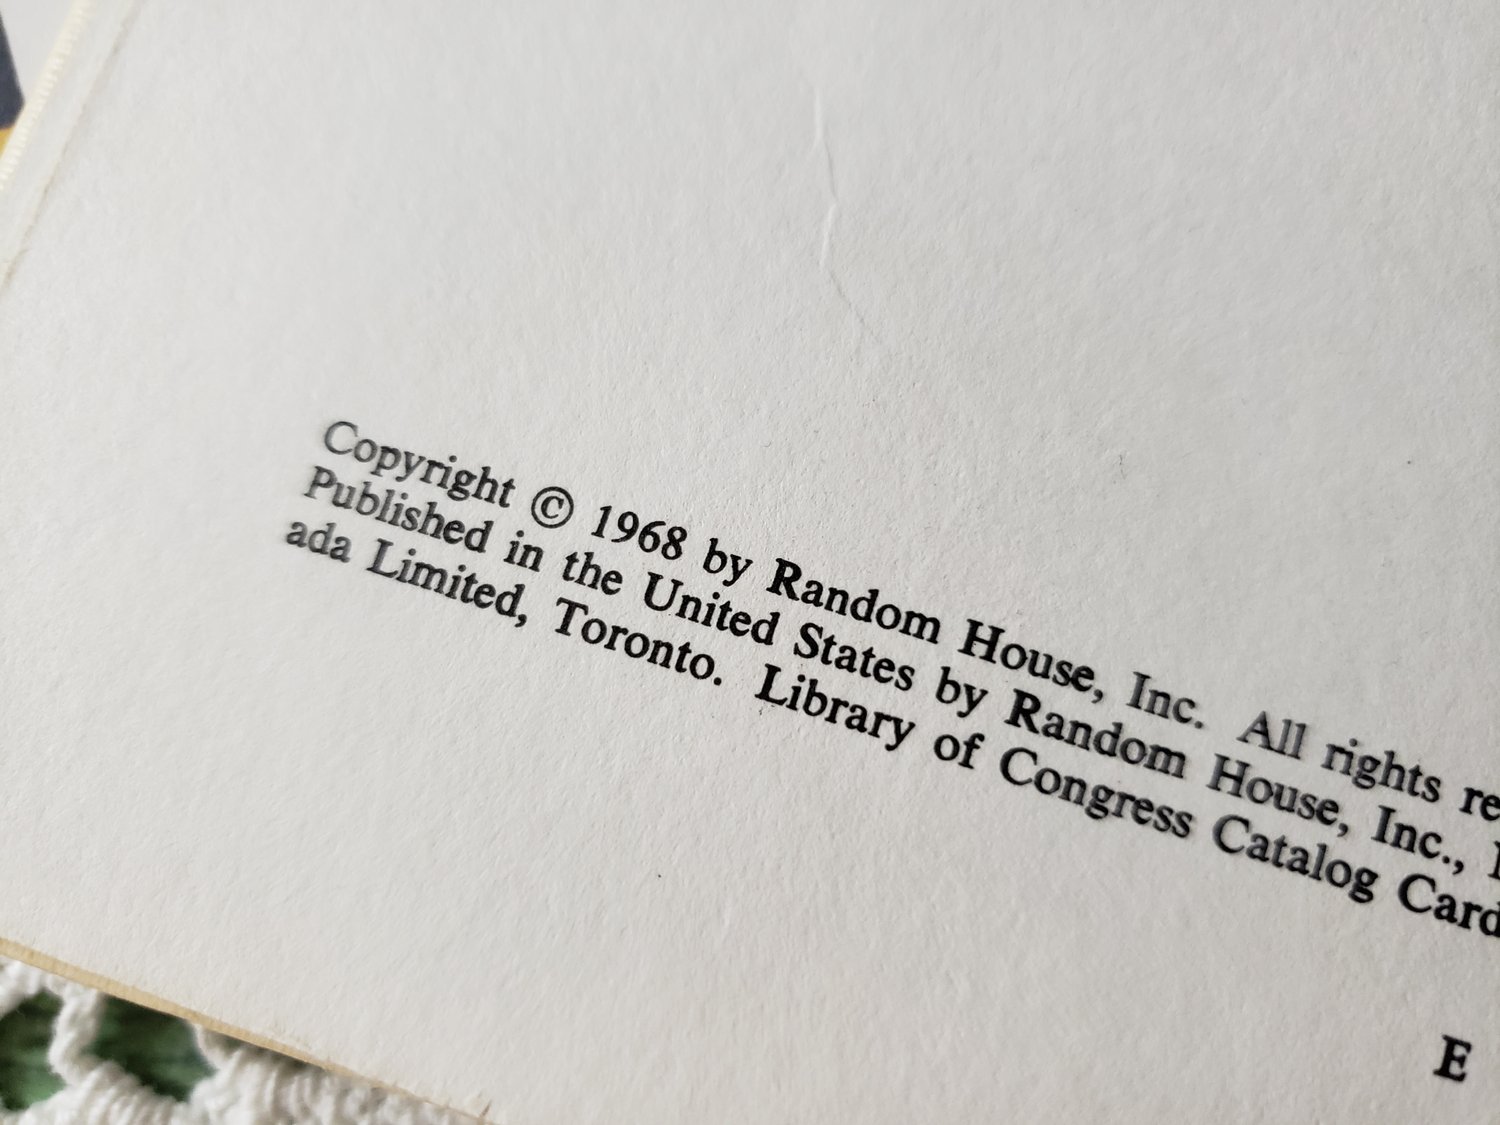 Copyright © 1968 by Random House, Inc. All rights
Published in the United States by Random House, Inc.,
ada Limited, Toronto. Library of Congress Catalog Card
E